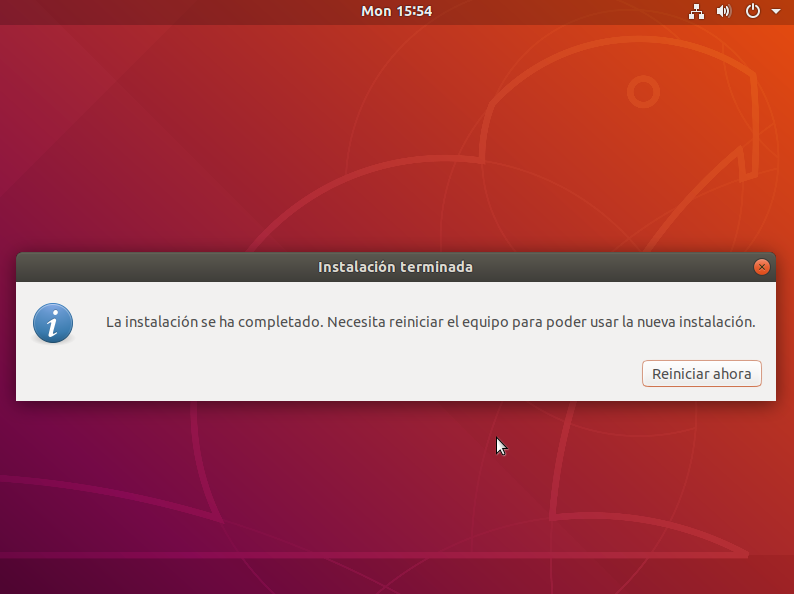 Mon 15:54
Instalación terminada
La instalación se ha completado. Necesita reiniciar el equipo para poder usar la nueva instalación.
Reiniciar ahora